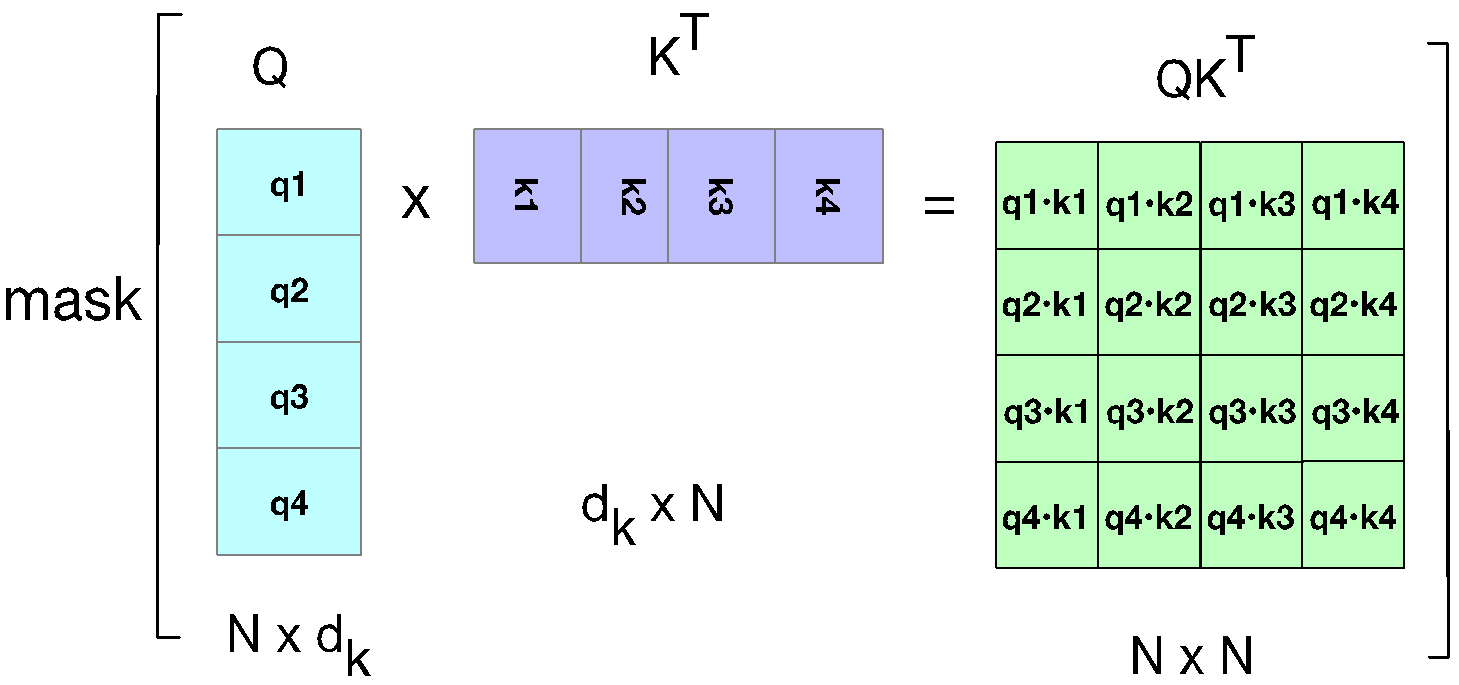 mask
Q
q1
q2
q3
q4
N x dk
x
K^T
k1 k2 k3 k4
dk x N
=
QK^T
q1·k1 q1·k2 q1·k3 q1·k4
q2·k1 q2·k2 q2·k3 q2·k4
q3·k1 q3·k2 q3·k3 q3·k4
q4·k1 q4·k2 q4·k3 q4·k4
N x N